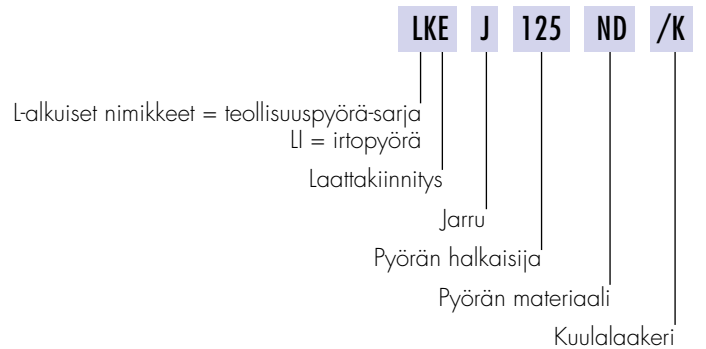 LKE J 125 ND /K
L-alkuiset nimikkeet = teollisuuspyörä-sarja
LI = irtopyörä
Laattakiinnitys
Jarru
Pyörän halkaisija
Pyörän materiaali
Kuulalaakeri